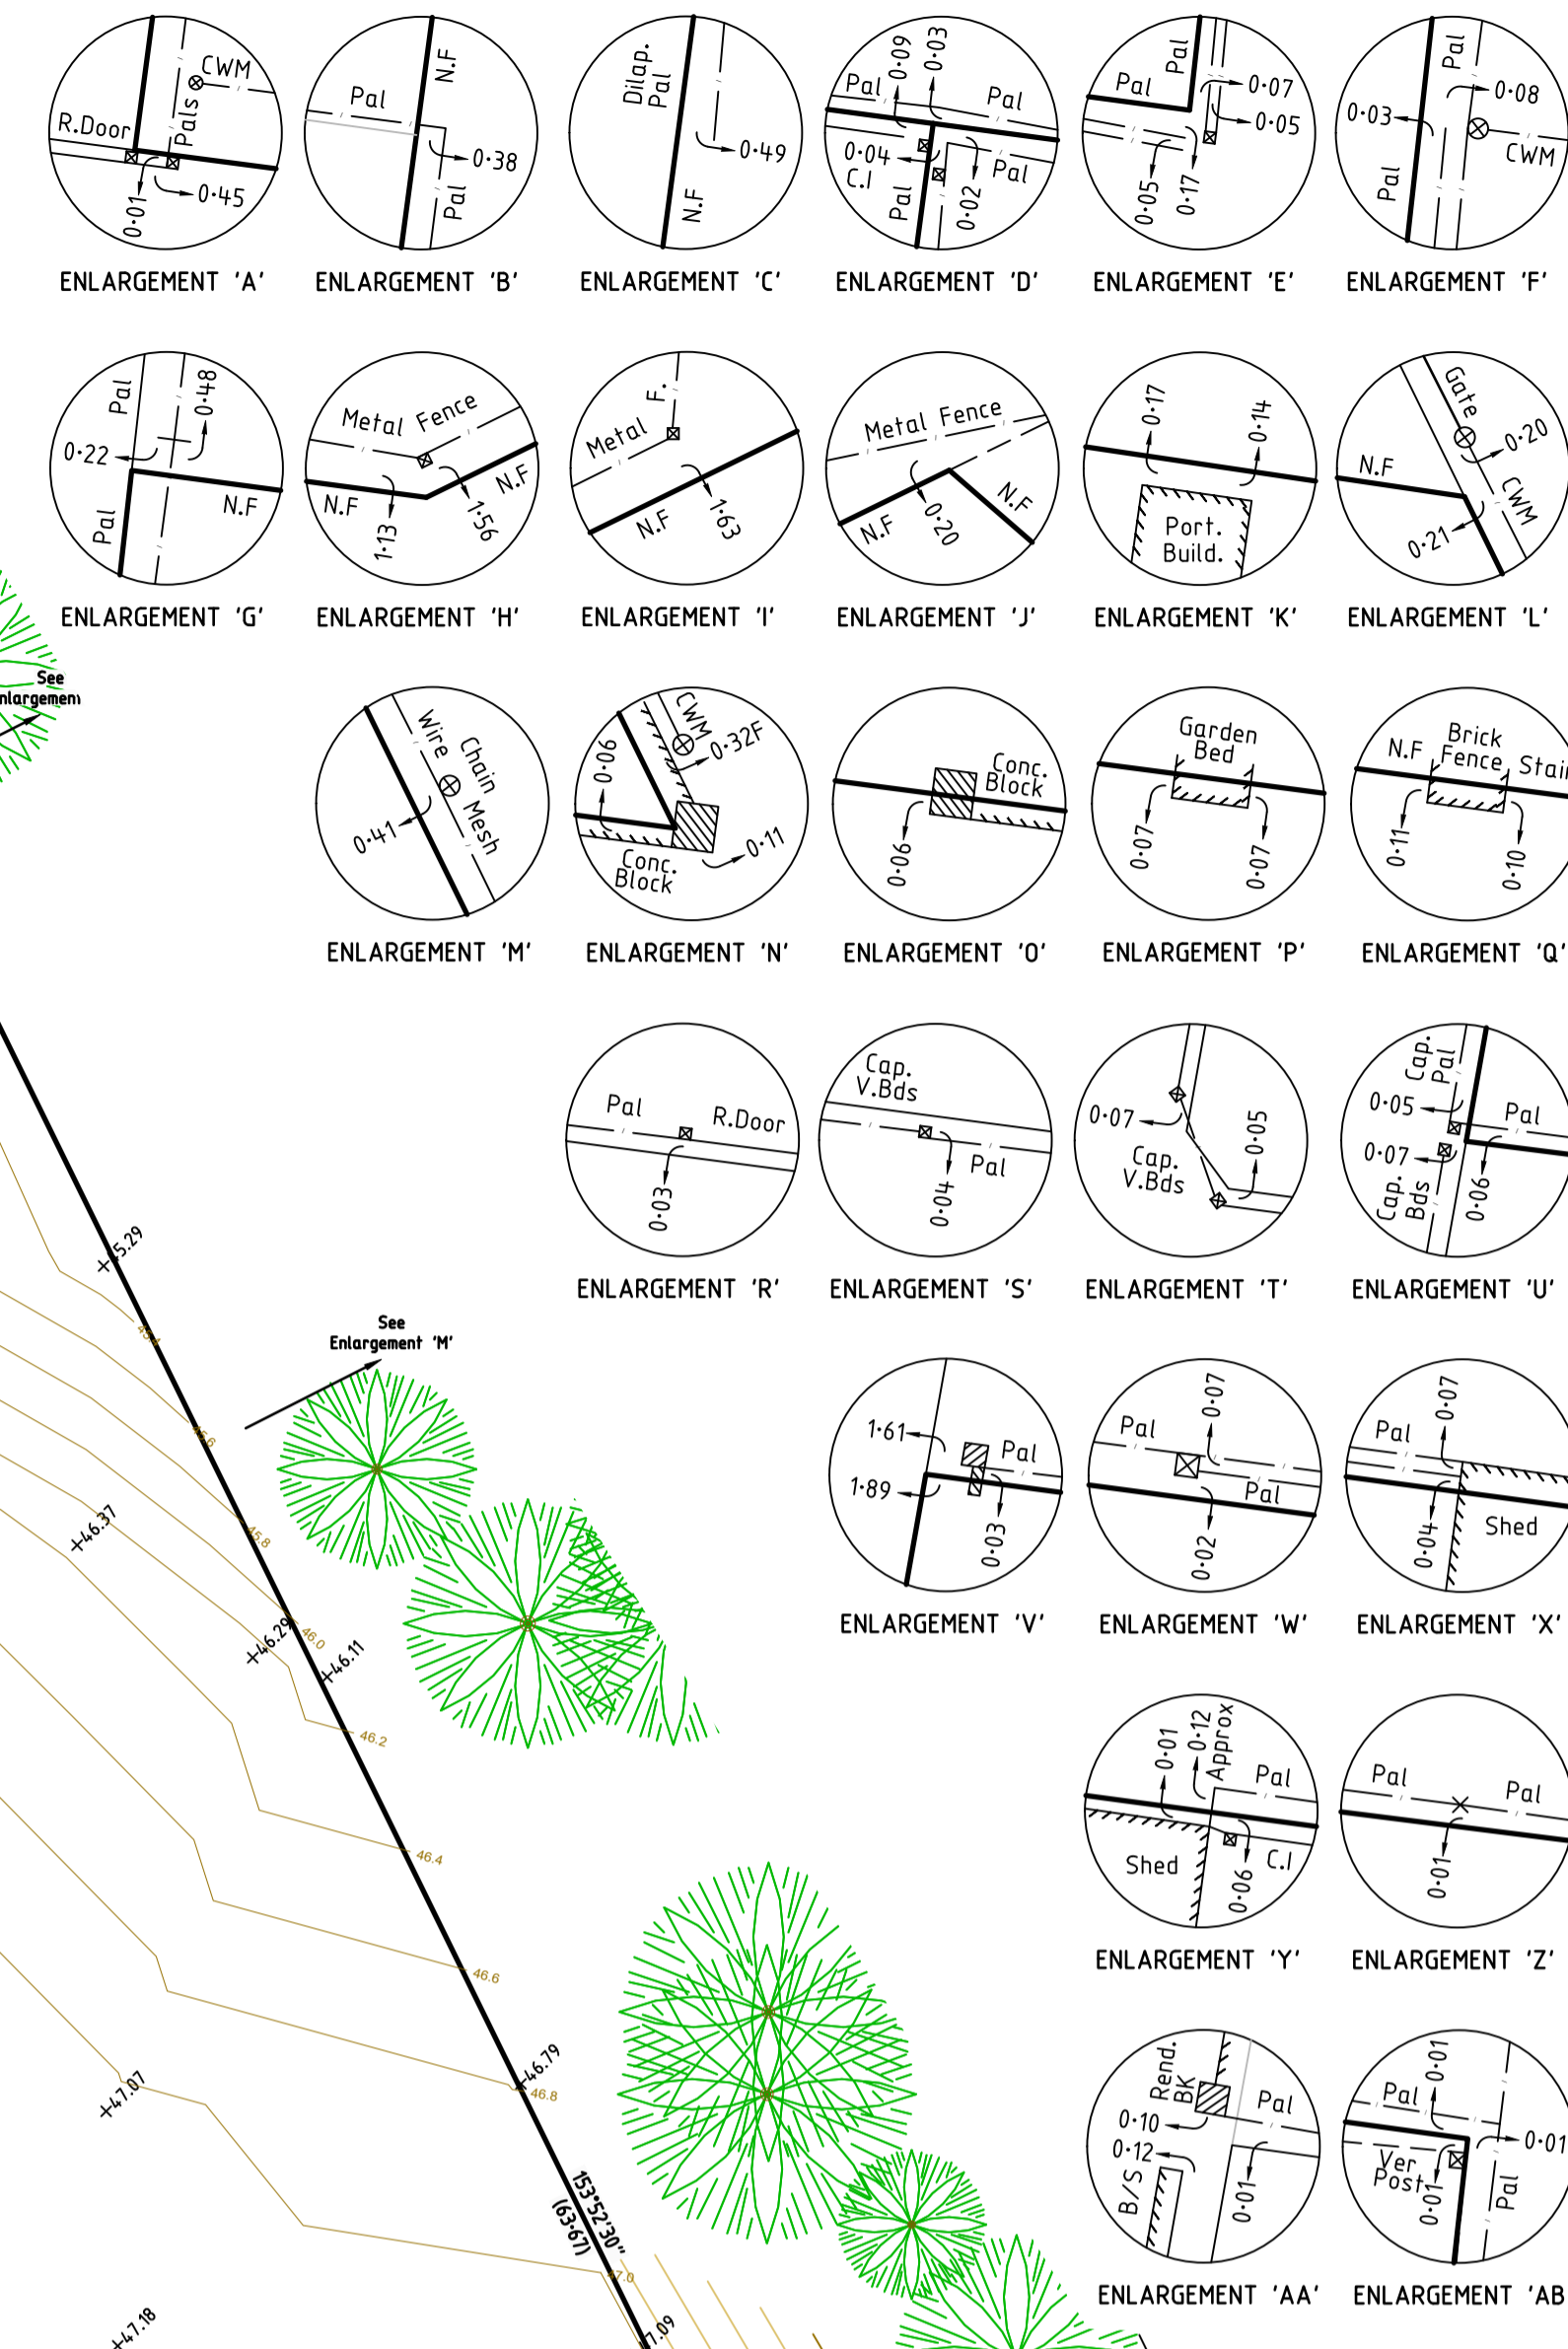 R.Door
Pals
CWM
0·01
0·45
ENLARGEMENT 'A'
Pal
N.F
0·38
Pal
ENLARGEMENT 'B'
Dilap.
Pal
0·49
N.F
ENLARGEMENT 'C'
Pal
0·09
0·03
Pal
0·04
C.I
Pal
Pal
0·02
ENLARGEMENT 'D'
Pal
Pal
0·07
0·05
0·05
0·17
ENLARGEMENT 'E'
Pal
0·08
0·03
CWM
Pal
ENLARGEMENT 'F'
Pal
0·48
0·22
N.F
Pal
ENLARGEMENT 'G'
Metal Fence
N.F
N.F
1·13
1·56
ENLARGEMENT 'H'
Metal
F.
N.F
1·63
ENLARGEMENT 'I'
Metal Fence
N.F
0·20
N.F
ENLARGEMENT 'J'
0·17
0·14
Port.
Build.
ENLARGEMENT 'K'
Gate
0·20
N.F
CWM
0·21
ENLARGEMENT 'L'
See
Wire
Chain
Mesh
0·41
ENLARGEMENT 'M'
CWM
0·06
0·32F
0·11
Conc.
Block
ENLARGEMENT 'N'
Conc.
Block
0·06
ENLARGEMENT 'O'
Garden
Bed
0·07
0·07
ENLARGEMENT 'P'
N.F
Brick
Fence
0·11
0·10
ENLARGEMENT 'Q'
Pal
R.Door
0·03
ENLARGEMENT 'R'
Cap.
V.Bds
Pal
0·04
ENLARGEMENT 'S'
0·07
0·05
Cap.
V.Bds
ENLARGEMENT 'T'
Cap.
Pal
0·05
Pal
0·07
Cap.
Bds
0·06
ENLARGEMENT 'U'
45.29
45.4
See
Enlargement 'M'
45.6
1·61
Pal
1·89
0·03
ENLARGEMENT 'V'
Pal
0·07
Pal
0·02
ENLARGEMENT 'W'
Pal
0·07
0·04
Shed
ENLARGEMENT 'X'
46.37
45.8
46.29
46.0
46.11
46.2
46.4
46.6
0·01
0·12
Approx
Pal
Shed
0·06
C.I
ENLARGEMENT 'Y'
Pal
Pal
0·01
ENLARGEMENT 'Z'
46.79
46.8
47.07
153°52'30"
(63·67)
47.0
47.18
7.09
Rend.
BK
Pal
0·10
0·12
B/S
0·01
ENLARGEMENT 'AA'
Pal
0·01
0·01
Ver
Post
0·01
Pal
ENLARGEMENT 'AB